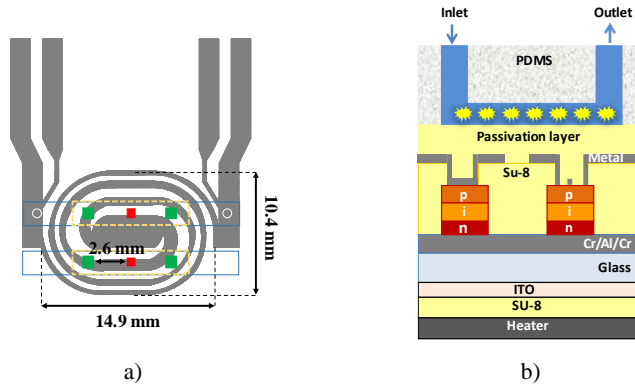 Inlet
Outlet
PDMS
Passivation layer
Metal
Su-8
p
p
i
i
n
n
Cr/Al/Cr
Glass
ITO
SU-8
Heater
2.6 mm
10.4 mm
14.9 mm
a)
b)